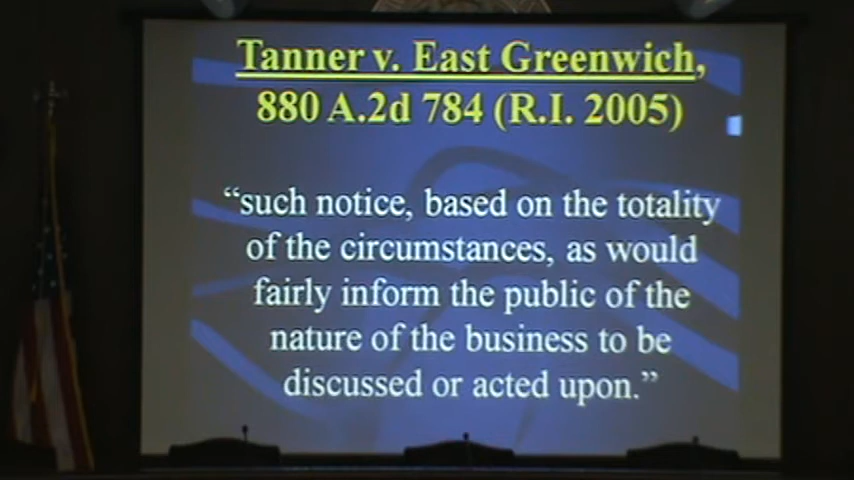 Tanner v. East Greenwich,
880 A.2d 784 (R.I. 2005)
“such notice, based on the totality
of the circumstances, as would
fairly inform the public of the
nature of the business to be
discussed or acted upon.”